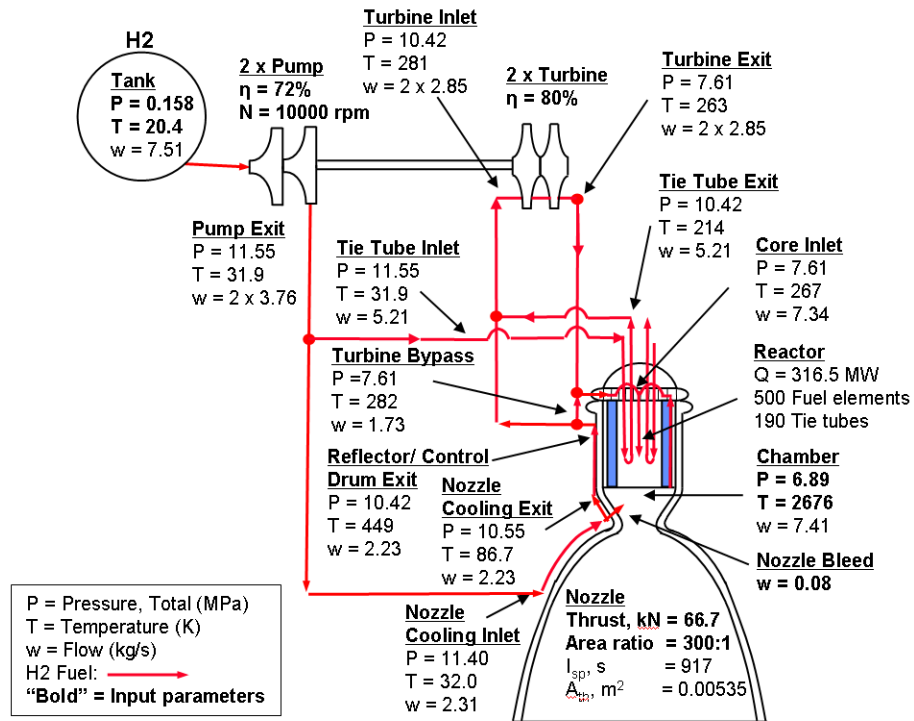 H2
Tank
P = 0.158
T = 20.4
w = 7.51
2 x Pump
η = 72%
N = 10000 rpm
Turbine Inlet
P = 10.42
T = 281
w = 2 x 2.85
2 x Turbine
η = 80%
Turbine Exit
P = 7.61
T = 263
w = 2 x 2.85
Pump Exit
P = 11.55
T = 31.9
w = 2 x 3.76
Tie Tube Inlet
P = 11.55
T = 31.9
w = 5.21
Tie Tube Exit
P = 10.42
T = 214
w = 5.21
Core Inlet
P = 7.61
T = 267
w = 7.34
Turbine Bypass
P =7.61
T = 282
w = 1.73
Reactor
Q = 316.5 MW
500 Fuel elements
190 Tie tubes
Reflector/ Control
Drum Exit
P = 10.42
T = 449
w = 2.23
Nozzle
Cooling Exit
P = 10.55
T = 86.7
w = 2.23
Chamber
P = 6.89
T = 2676
w = 7.41
Nozzle Bleed
w = 0.08
Nozzle
Cooling Inlet
P = 11.40
T = 32.0
w = 2.31
Nozzle
Thrust, kN = 66.7
Area ratio = 300:1
Isp, s = 917
Ath, m² = 0.00535
P = Pressure, Total (MPa)
T = Temperature (K)
w = Flow (kg/s)
H2 Fuel:
“Bold” = Input parameters